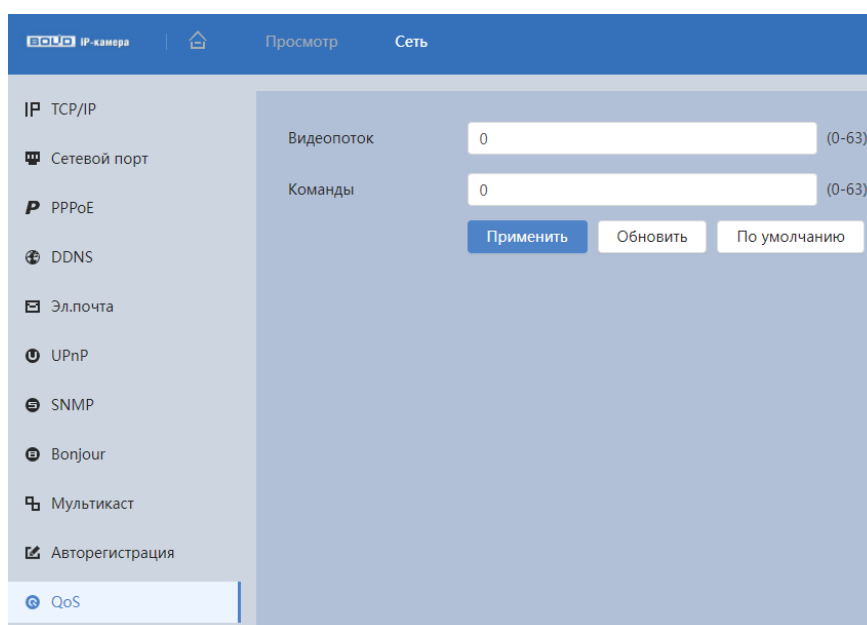 BOLID IP-камера
Просмотр
Сеть
IP TCP/IP
Сетевой порт
P PPPoE
DDNS
Эл.почта
UPnP
SNMP
Bonjour
Мультикаст
Авторегистрация
QoS
Видеопоток 0 (0-63)
Команды 0 (0-63)
Применить Обновить По умолчанию